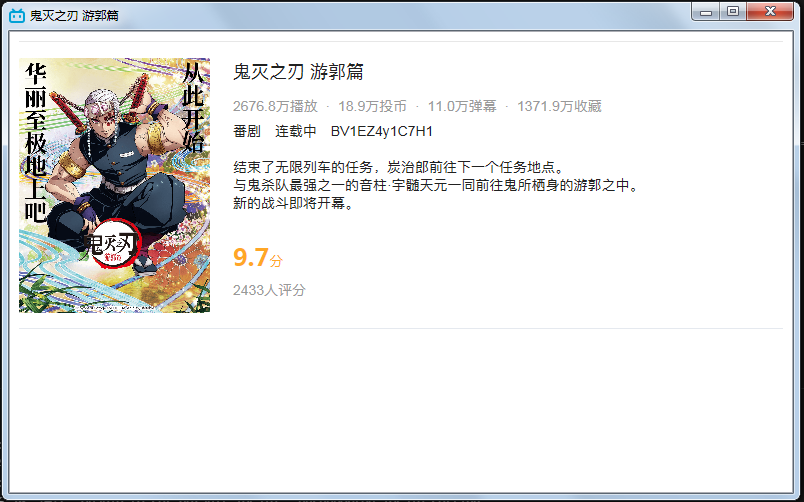 鬼灭之刃 游郭篇
华丽至极地上吧
从此开始
鬼灭之刃
游郭篇
鬼灭之刃 游郭篇
2676.8万播放 · 18.9万投币 · 11.0万弹幕 · 1371.9万收藏
番剧 连载中 BV1EZ4y1C7H1
结束了无限列车的任务，炭治郎前往下一个任务地点。
与鬼杀队最强之一的音柱·宇髓天元一同前往鬼所栖身的游郭之中。
新的战斗即将开幕。
9.7分
2433人评分